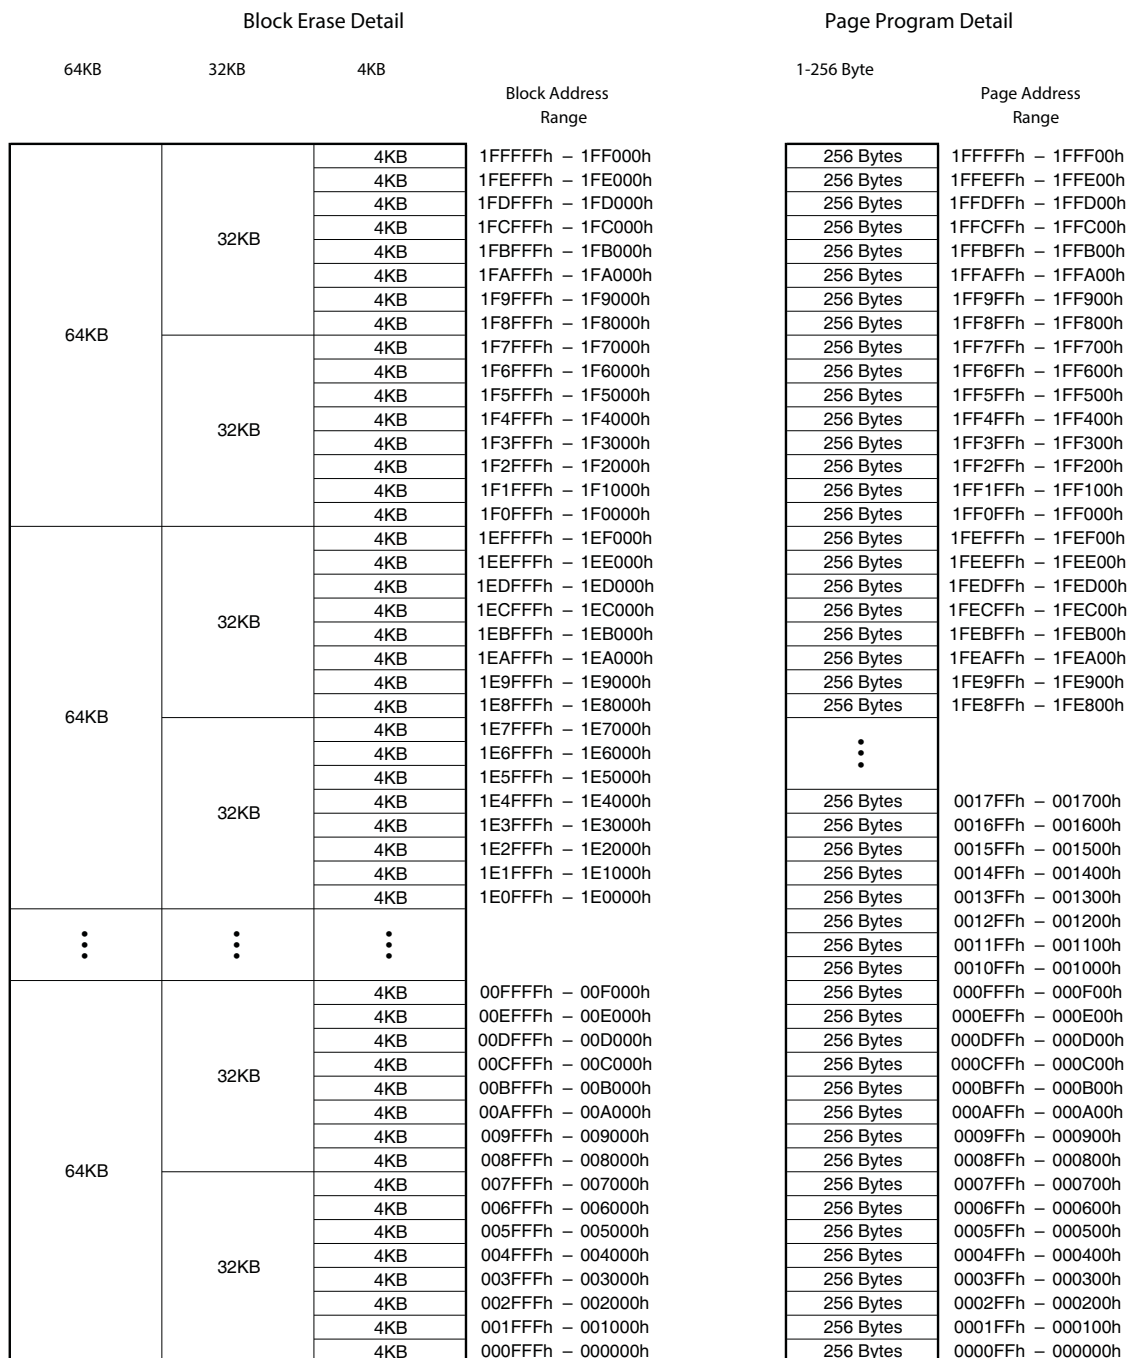 Block Erase Detail Page Program Detail
64KB 32KB 4KB 1-256 Byte
Block Address Page Address
Range Range
4KB 1FFFFFh – 1FF000h 256 Bytes 1FFFFFh – 1FFF00h
4KB 1FEFFFh – 1FE000h 256 Bytes 1FFEFFh – 1FFE00h
4KB 1FDFFFh – 1FD000h 256 Bytes 1FFDFFh – 1FFD00h
4KB 1FCFFFh – 1FC000h 256 Bytes 1FFCFFh – 1FFC00h
32KB
4KB 1FBFFFh – 1FB000h 256 Bytes 1FFBFFh – 1FFB00h
4KB 1FAFFFh – 1FA000h 256 Bytes 1FFAFFh – 1FFA00h
4KB 1F9FFFh – 1F9000h 256 Bytes 1FF9FFh – 1FF900h
4KB 1F8FFFh – 1F8000h 256 Bytes 1FF8FFh – 1FF800h
64KB
4KB 1F7FFFh – 1F7000h 256 Bytes 1FF7FFh – 1FF700h
4KB 1F6FFFh – 1F6000h 256 Bytes 1FF6FFh – 1FF600h
4KB 1F5FFFh – 1F5000h 256 Bytes 1FF5FFh – 1FF500h
4KB 1F4FFFh – 1F4000h 256 Bytes 1FF4FFh – 1FF400h
32KB
4KB 1F3FFFh – 1F3000h 256 Bytes 1FF3FFh – 1FF300h
4KB 1F2FFFh – 1F2000h 256 Bytes 1FF2FFh – 1FF200h
4KB 1F1FFFh – 1F1000h 256 Bytes 1FF1FFh – 1FF100h
4KB 1F0FFFh – 1F0000h 256 Bytes 1FF0FFh – 1FF000h
4KB 1EFFFFh – 1EF000h 256 Bytes 1FEFFFh – 1FEF00h
4KB 1EEFFFh – 1EE000h 256 Bytes 1FEEFFh – 1FEE00h
4KB 1EDFFFh – 1ED000h 256 Bytes 1FEDFFh – 1FED00h
4KB 1ECFFFh – 1EC000h 256 Bytes 1FECFFh – 1FEC00h
32KB
4KB 1EBFFFh – 1EB000h 256 Bytes 1FEBFFh – 1FEB00h
4KB 1EAFFFh – 1EA000h 256 Bytes 1FEAFFh – 1FEA00h
4KB 1E9FFFh – 1E9000h 256 Bytes 1FE9FFh – 1FE900h
4KB 1E8FFFh – 1E8000h 256 Bytes 1FE8FFh – 1FE800h
64KB
4KB 1E7FFFh – 1E7000h
4KB 1E6FFFh – 1E6000h
4KB 1E5FFFh – 1E5000h
4KB 1E4FFFh – 1E4000h 256 Bytes 0017FFh – 001700h
32KB
4KB 1E3FFFh – 1E3000h 256 Bytes 0016FFh – 001600h
4KB 1E2FFFh – 1E2000h 256 Bytes 0015FFh – 001500h
4KB 1E1FFFh – 1E1000h 256 Bytes 0014FFh – 001400h
4KB 1E0FFFh – 1E0000h 256 Bytes 0013FFh – 001300h
256 Bytes 0012FFh – 001200h
256 Bytes 0011FFh – 001100h
256 Bytes 0010FFh – 001000h
4KB 00FFFFh – 00F000h 256 Bytes 000FFFh – 000F00h
4KB 00EFFFh – 00E000h 256 Bytes 000EFFh – 000E00h
4KB 00DFFFh – 00D000h 256 Bytes 000DFFh – 000D00h
4KB 00CFFFh – 00C000h 256 Bytes 000CFFh – 000C00h
32KB
4KB 00BFFFh – 00B000h 256 Bytes 000BFFh – 000B00h
4KB 00AFFFh – 00A000h 256 Bytes 000AFFh – 000A00h
4KB 009FFFh – 009000h 256 Bytes 0009FFh – 000900h
4KB 008FFFh – 008000h 256 Bytes 0008FFh – 000800h
64KB
4KB 007FFFh – 007000h 256 Bytes 0007FFh – 000700h
4KB 006FFFh – 006000h 256 Bytes 0006FFh – 000600h
4KB 005FFFh – 005000h 256 Bytes 0005FFh – 000500h
4KB 004FFFh – 004000h 256 Bytes 0004FFh – 000400h
32KB
4KB 003FFFh – 003000h 256 Bytes 0003FFh – 000300h
4KB 002FFFh – 002000h 256 Bytes 0002FFh – 000200h
4KB 001FFFh – 001000h 256 Bytes 0001FFh – 000100h
4KB 000FFFh – 000000h 256 Bytes 0000FFh – 000000h